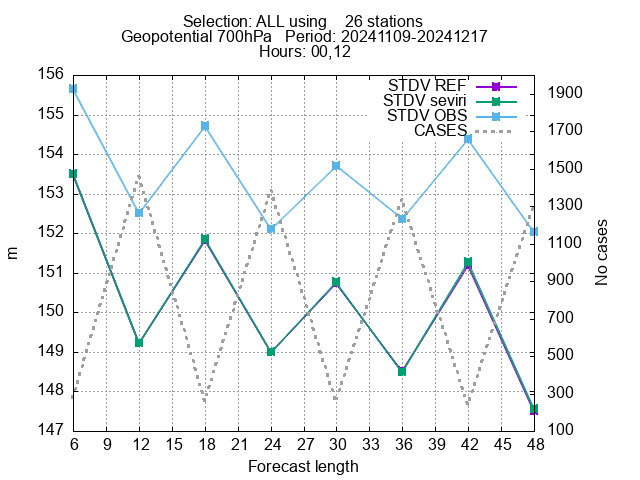 Selection: ALL using    26 stations
Geopotential 700hPa   Period: 20241109-20241217
Hours: 00,12
STDV REF
STDV seviri
STDV OBS
CASES
156
155
154
153
152
151
150
149
148
147
m
1900
1700
1500
1300
1100
900
700
500
300
100
No cases
6 9 12 15 18 21 24 27 30 33 36 39 42 45 48
Forecast length